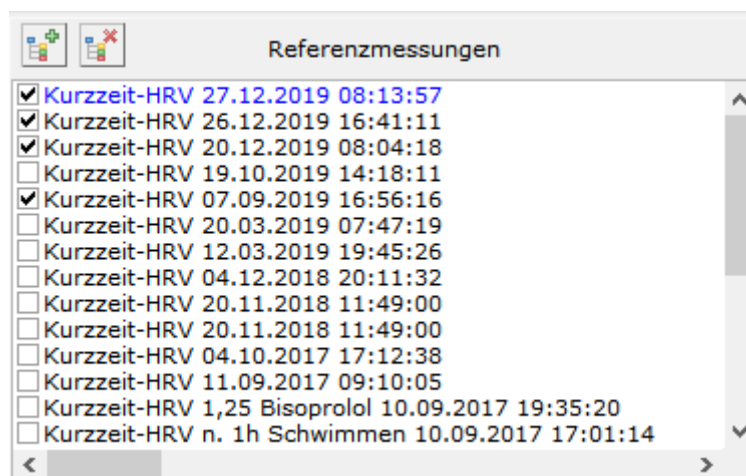 Referenzmessungen
Kurzzeit-HRV 27.12.2019 08:13:57
Kurzzeit-HRV 26.12.2019 16:41:11
Kurzzeit-HRV 20.12.2019 08:04:18
Kurzzeit-HRV 19.10.2019 14:18:11
Kurzzeit-HRV 07.09.2019 16:56:16
Kurzzeit-HRV 20.03.2019 07:47:19
Kurzzeit-HRV 12.03.2019 19:45:26
Kurzzeit-HRV 04.12.2018 20:11:32
Kurzzeit-HRV 20.11.2018 11:49:00
Kurzzeit-HRV 20.11.2018 11:49:00
Kurzzeit-HRV 04.10.2017 17:12:38
Kurzzeit-HRV 11.09.2017 09:10:05
Kurzzeit-HRV 1,25 Bisoprolol 10.09.2017 19:35:20
Kurzzeit-HRV n. 1h Schwimmen 10.09.2017 17:01:14